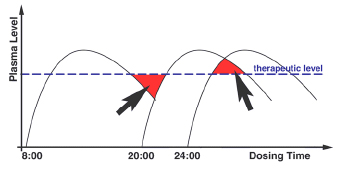 Plasma Level
therapeutic level
8:00
20:00
24:00
Dosing Time